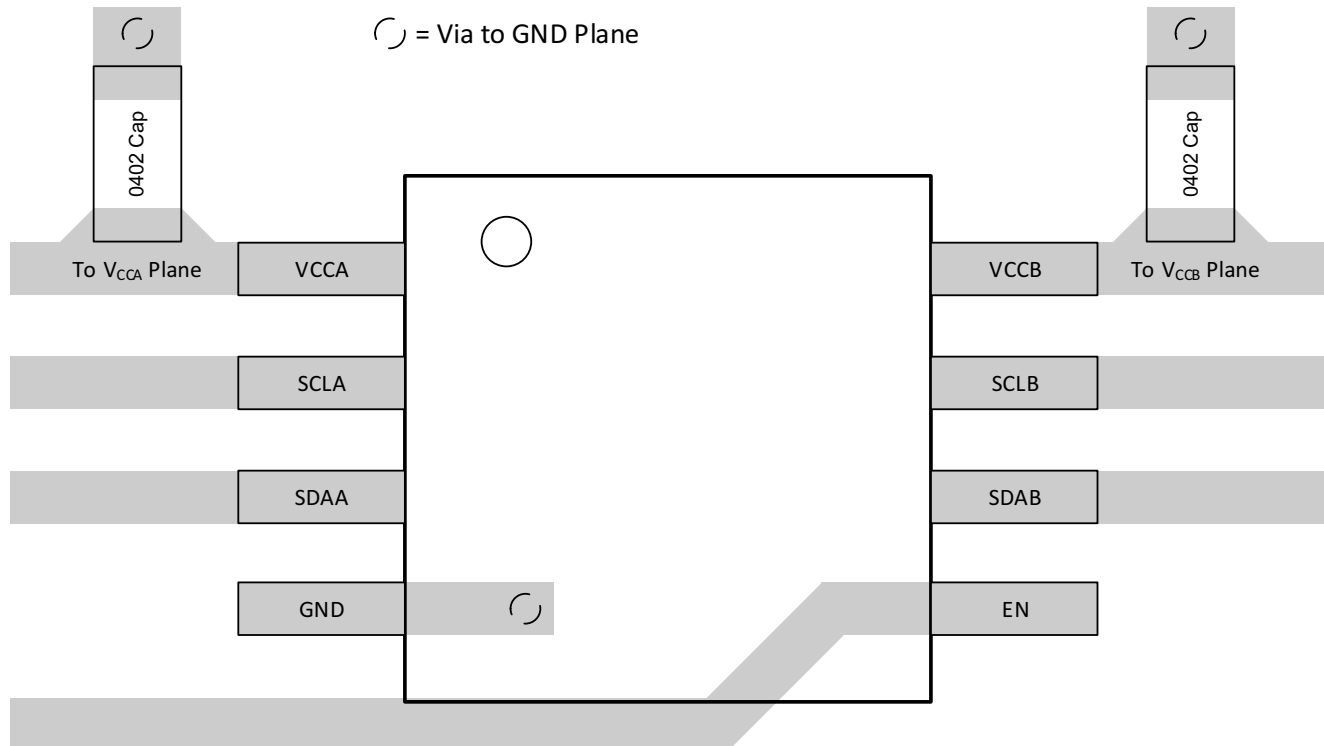 = Via to GND Plane
0402 Cap
0402 Cap
To VCCA Plane
VCCA
VCCB
To VCCB Plane
SCLA
SCLB
SDAA
SDAB
GND
EN